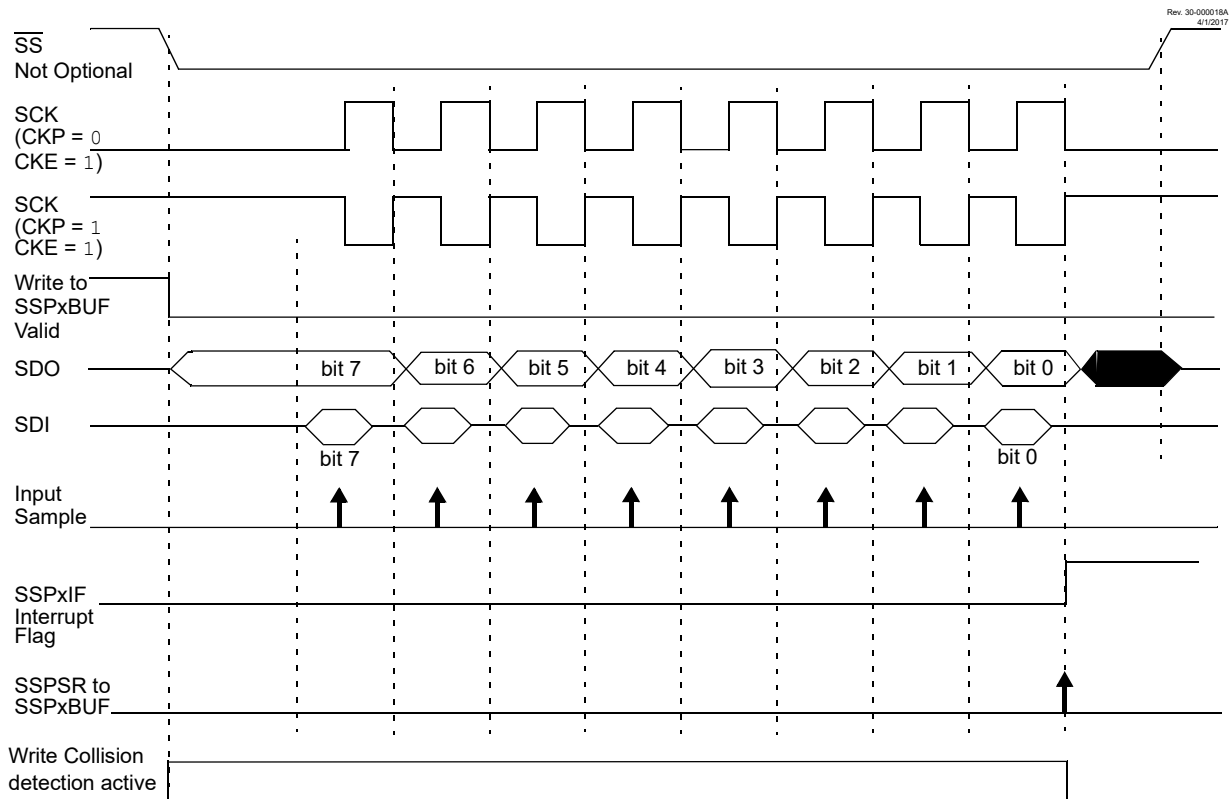 Rev. 30-000018A
4/1/2017
SS
Not Optional
SCK
(CKP = 0
CKE = 1)
SCK
(CKP = 1
CKE = 1)
Write to
SSPxBUF
Valid
SDO
bit 7 bit 6 bit 5 bit 4 bit 3 bit 2 bit 1 bit 0
SDI
bit 7 bit 0
Input
Sample
SSPxIF
Interrupt
Flag
SSPSR to
SSPxBUF
Write Collision
detection active